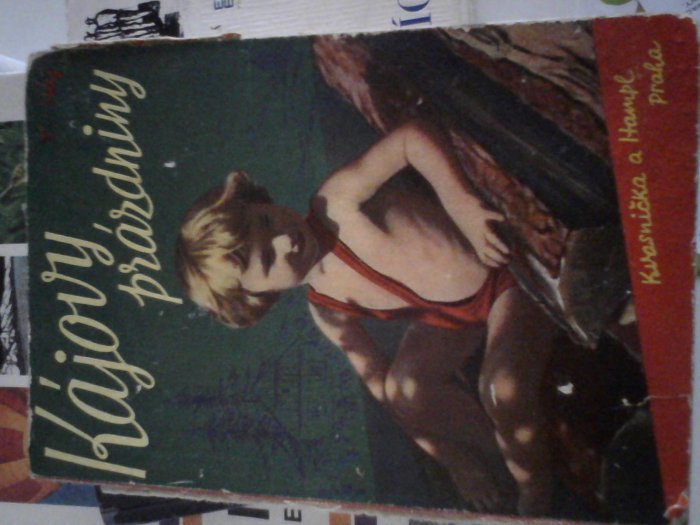 Kájovy
prázdniny
Kvasnička a Hampl,
Praha